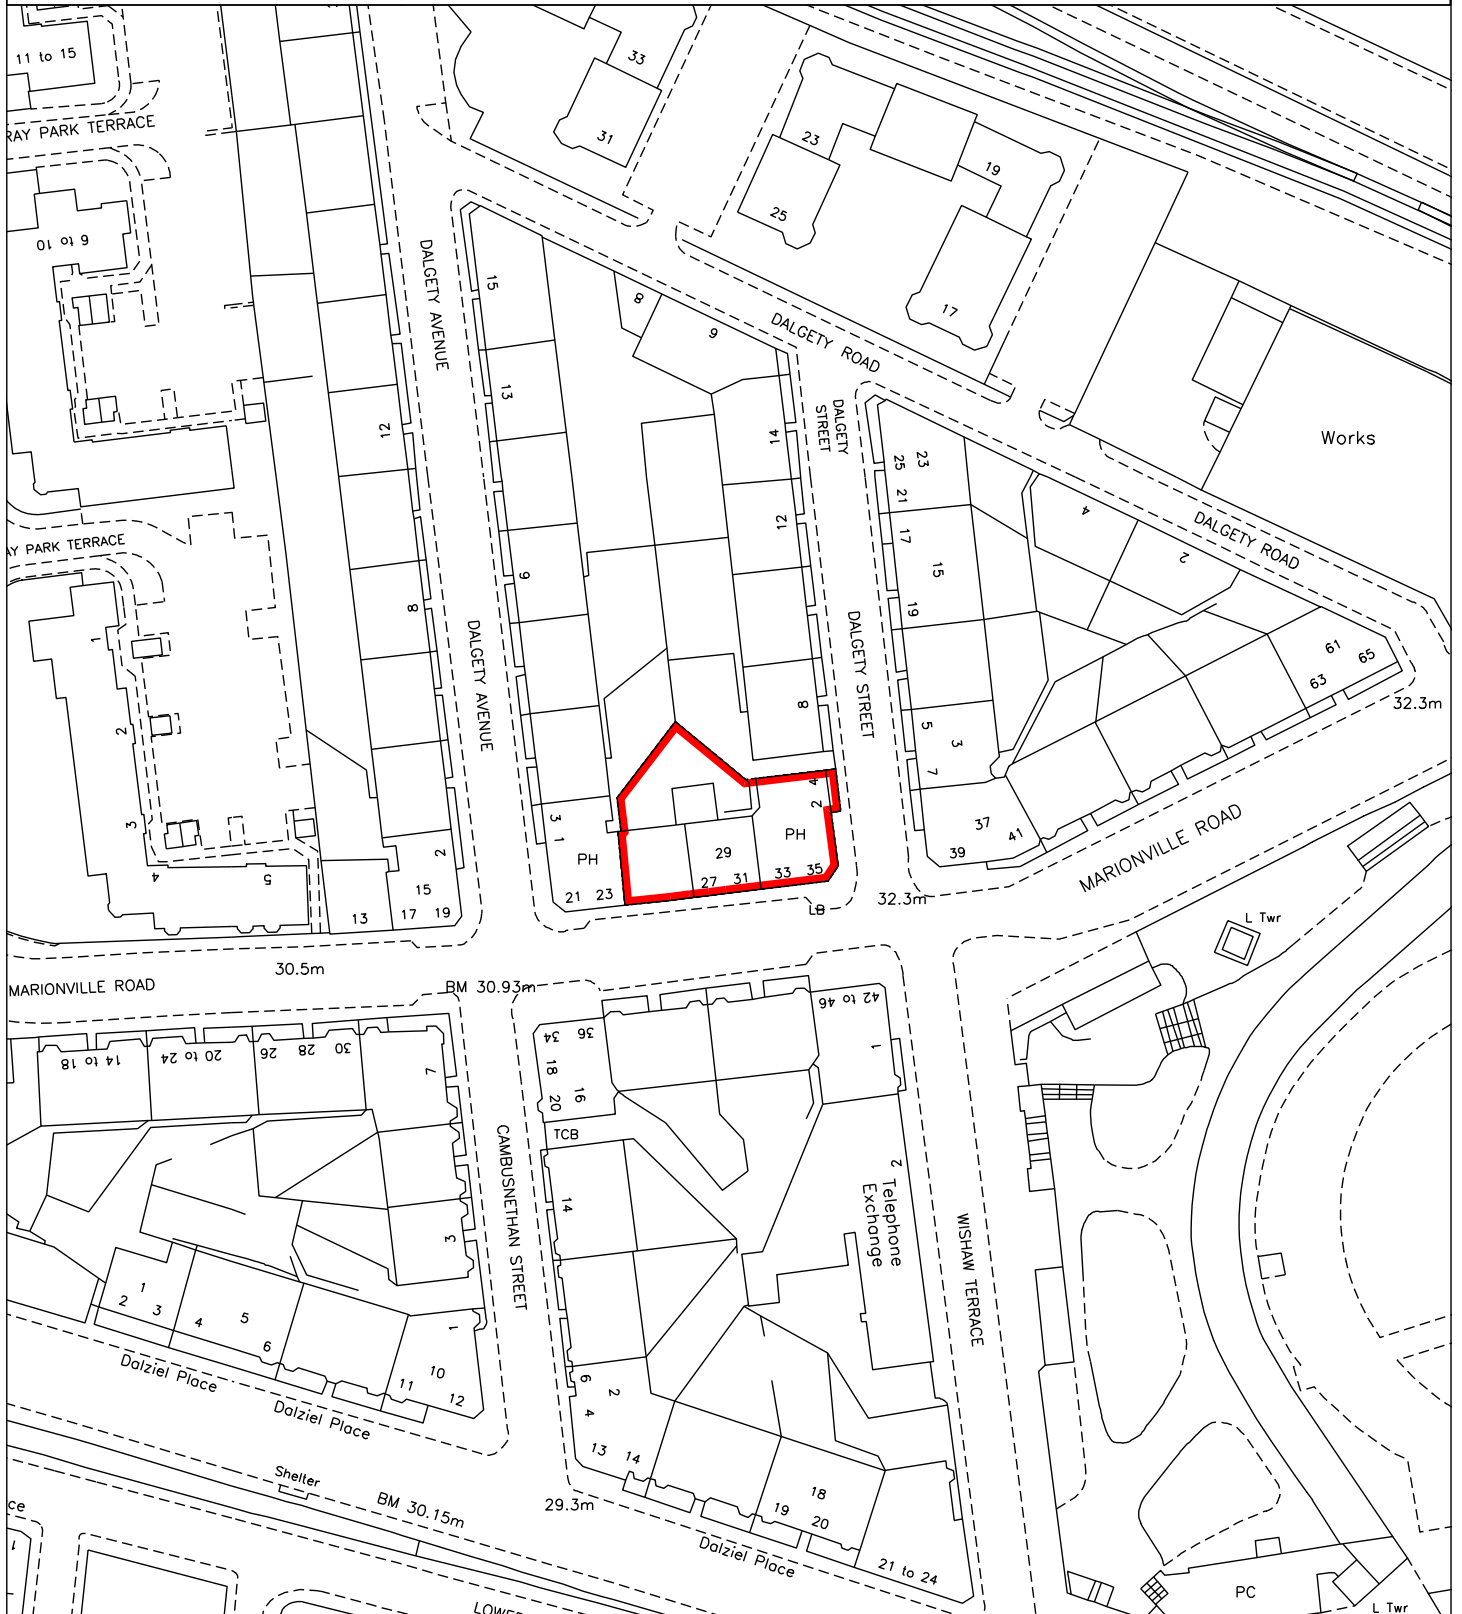 11 to 15
33
31
RAY PARK TERRACE
23
19
25
17
6 to 10
DALGETY AVENUE
15
8
9
DALGETY ROAD
13
12
14
DALGETY
STREET
Works
23
25
21
4
17
12
DALGETY ROAD
AY PARK TERRACE
2
15
9
8
19
1
DALGETY AVENUE
DALGETY STREET
61
65
63
8
32.3m
2
5
3
7
4
2
3
1
3
PH
PH
37
41
39
MARIONVILLE ROAD
2
29
4
5
15
27
31
33
35
21
23
13
17
19
32.3m
LB
L Twr
30.5m
MARIONVILLE ROAD
BM 30.93m
42 to 46
34
36
14 to 18
20 to 24
26
28
30
7
18
16
20
1
TCB
CAMBUSNETHAN STREET
2
Telephone
Exchange
14
WISHAW TERRACE
3
1
2
3
4
5
6
1
10
11
12
Dalziel Place
Dalziel Place
6
2
4
13
14
Shelter
BM 30.15m
29.3m
18
19
20
Dalziel Place
21 to 24
ce
PC
L Twr
LOWER